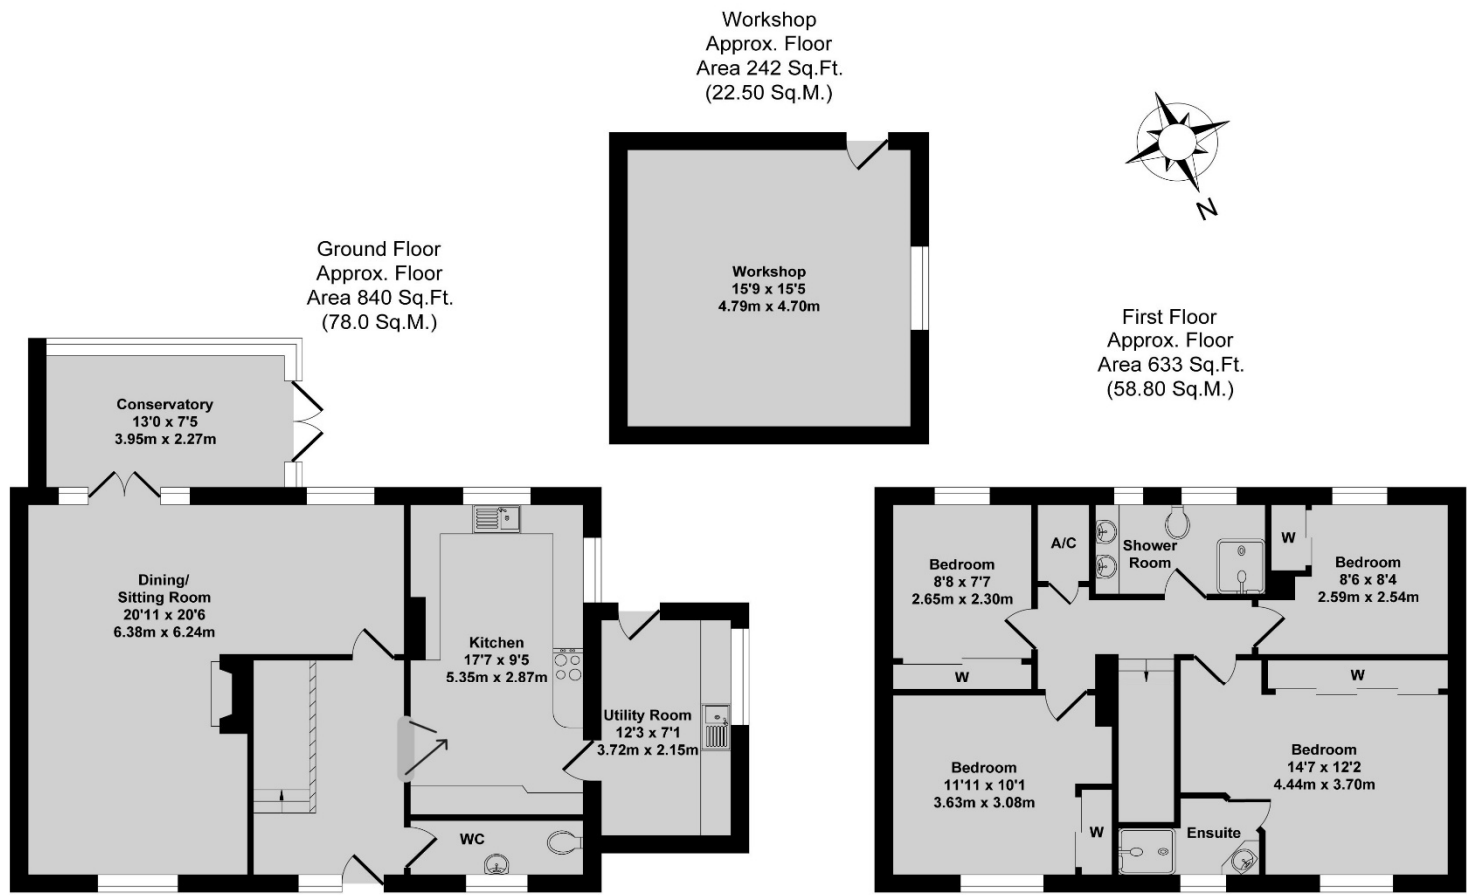 Workshop
Approx. Floor
Area 242 Sq.Ft.
(22.50 Sq.M.)
N
Ground Floor
Approx. Floor
Area 840 Sq.Ft.
(78.0 Sq.M.)
Workshop
15'9 x 15'5
4.79m x 4.70m
First Floor
Approx. Floor
Area 633 Sq.Ft.
(58.80 Sq.M.)
Conservatory
13'0 x 7'5
3.95m x 2.27m
Dining/
Sitting Room
20'11 x 20'6
6.38m x 6.24m
Kitchen
17'7 x 9'5
5.35m x 2.87m
Utility Room
12'3 x 7'1
3.72m x 2.15m
WC
Bedroom
8'8 x 7'7
2.65m x 2.30m
W
A/C
Shower
Room
W
Bedroom
8'6 x 8'4
2.59m x 2.54m
W
Bedroom
11'11 x 10'1
3.63m x 3.08m
W
Bedroom
14'7 x 12'2
4.44m x 3.70m
Ensuite